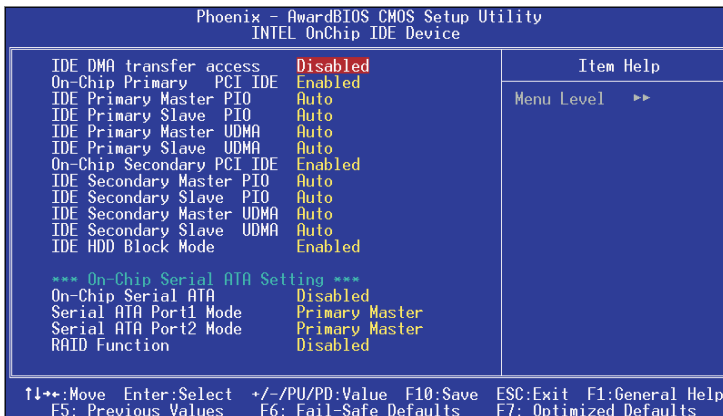 Phoenix - AwardBIOS CMOS Setup Utility
INTEL OnChip IDE Device
IDE DMA transfer access Disabled
On-Chip Primary PCI IDE Enabled
IDE Primary Master PIO Auto
IDE Primary Slave PIO Auto
IDE Primary Master UDMA Auto
IDE Primary Slave UDMA Auto
On-Chip Secondary PCI IDE Enabled
IDE Secondary Master PIO Auto
IDE Secondary Slave PIO Auto
IDE Secondary Master UDMA Auto
IDE Secondary Slave UDMA Auto
IDE HDD Block Mode Enabled
*** On-Chip Serial ATA Setting ***
On-Chip Serial ATA Disabled
Serial ATA Port1 Mode Primary Master
Serial ATA Port2 Mode Primary Master
RAID Function Disabled
Item Help
Menu Level ►►
↑↓→←:Move Enter:Select +/-/PU/PD:Value F10:Save ESC:Exit F1:General Help
F5: Previous Values F6: Fail-Safe Defaults F7: Optimized Defaults